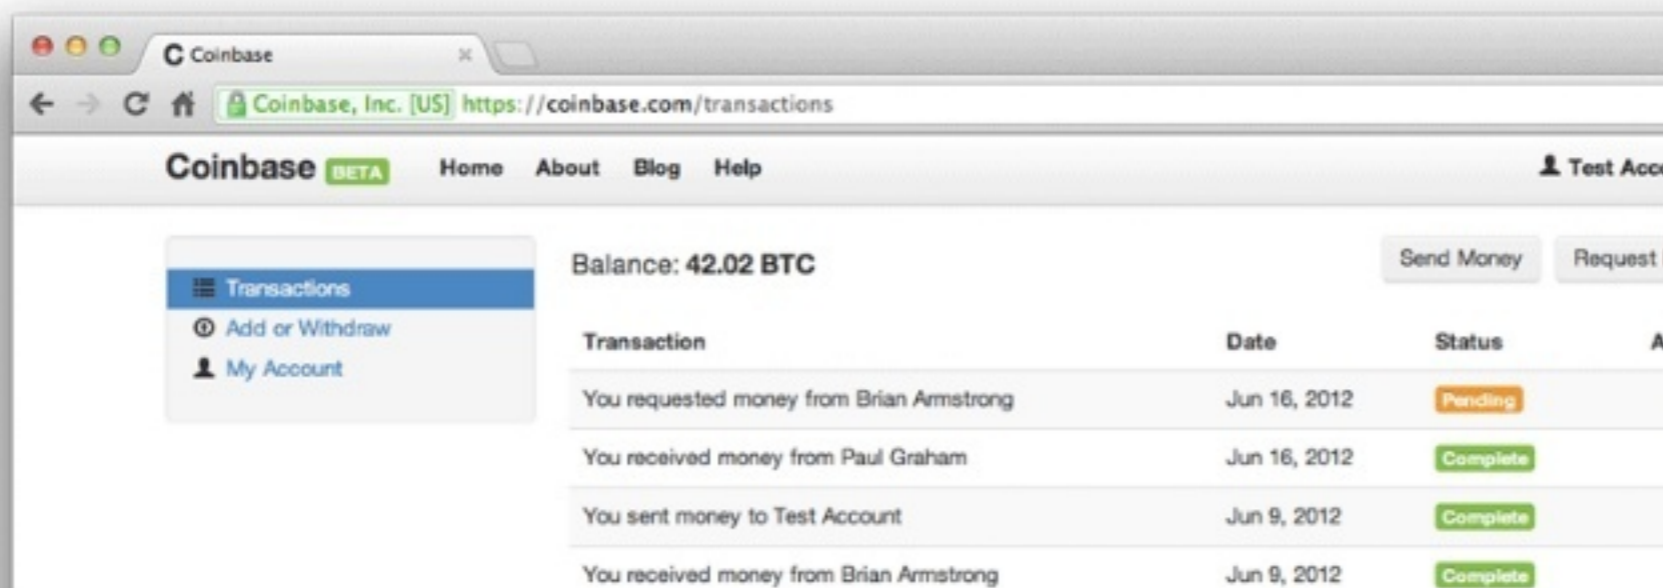 Coinbase
Coinbase, Inc. [US] https://coinbase.com/transactions
Coinbase BETA Home About Blog Help Test
Balance: 42.02 BTC Send Money Request
Transactions
Add or Withdraw
My Account
Transaction Date Status
You requested money from Brian Armstrong Jun 16, 2012 Pending
You received money from Paul Graham Jun 16, 2012 Complete
You sent money to Test Account Jun 9, 2012 Complete
You received money from Brian Armstrong Jun 9, 2012 Complete